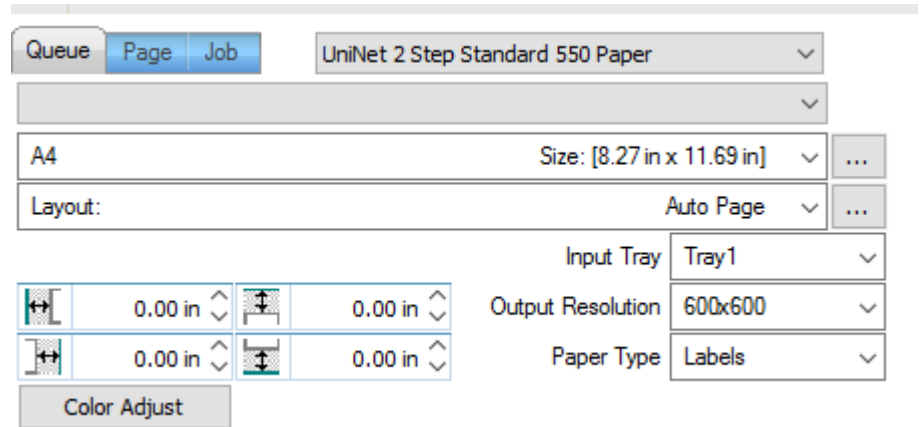 Queue Page Job UniNet 2 Step Standard 550 Paper
A4 Size: [8.27 in x 11.69 in] ...
Layout: Auto Page ...
Input Tray Tray1
0.00 in 0.00 in Output Resolution 600x600
0.00 in 0.00 in Paper Type Labels
Color Adjust